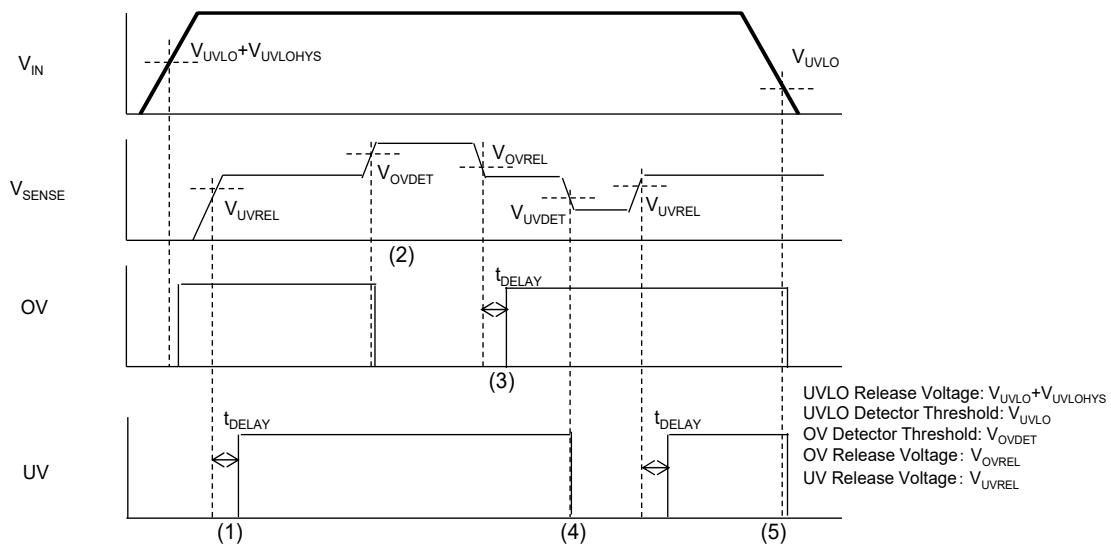 V_IN
V_UVLO+V_UVLOHYS
V_UVLO
V_SENSE
V_UVREL
V_OVDET
V_OVREL
V_UVDET
V_UVREL
(2)
OV
t_DELAY
(3)
UV
t_DELAY
t_DELAY
(1)
(4)
(5)
UVLO Release Voltage: V_UVLO+V_UVLOHYS
UVLO Detector Threshold: V_UVLO
OV Detector Threshold: V_OVDET
OV Release Voltage: V_OVREL
UV Release Voltage: V_UVREL